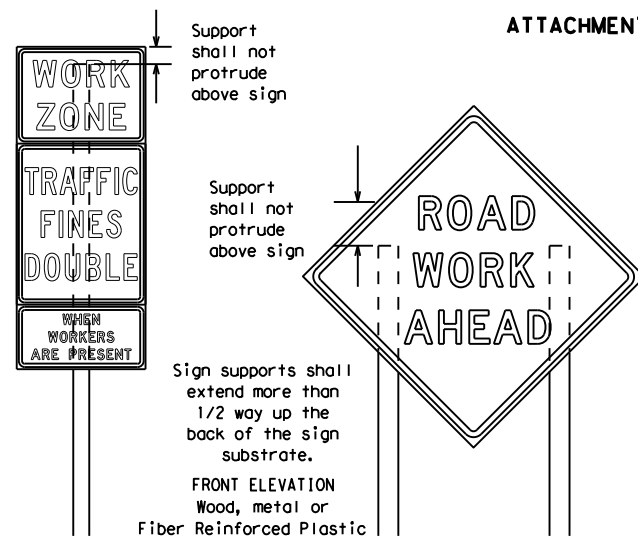 ATTACHMENT
Support
shall not
protrude
above sign
WORK
ZONE
TRAFFIC
FINES
DOUBLE
WHEN
WORKERS
ARE PRESENT
Support
shall not
protrude
above sign
ROAD
WORK
AHEAD
Sign supports shall
extend more than
1/2 way up the
back of the sign
substrate.
FRONT ELEVATION
Wood, metal or
Fiber Reinforced Plastic